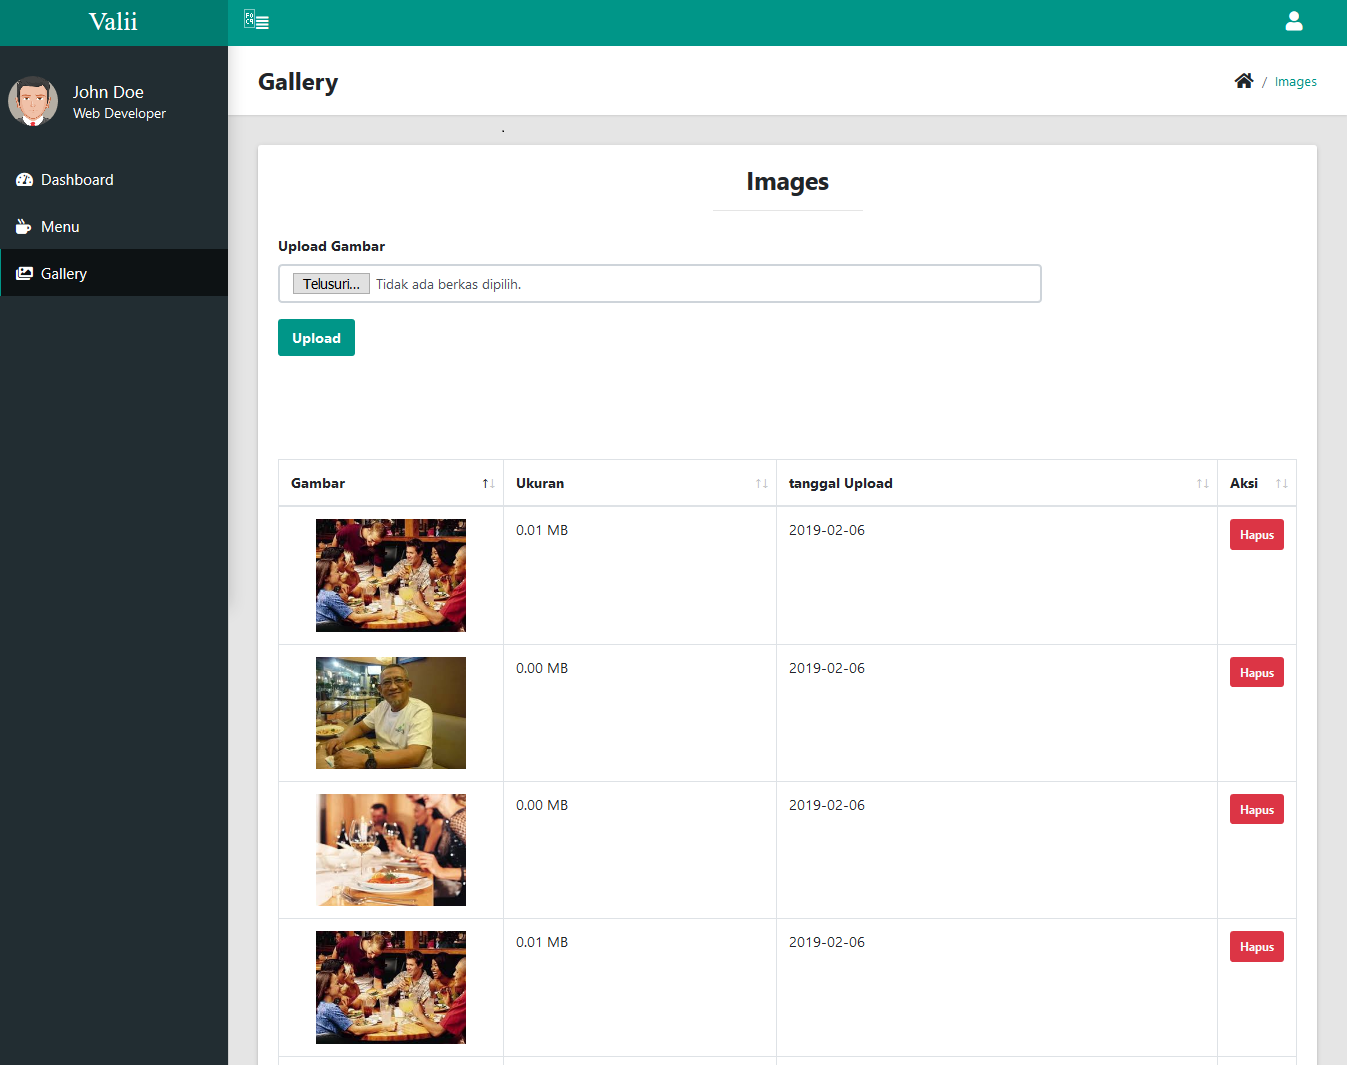 Valii
John Doe
Web Developer
Dashboard
Menu
Gallery
Gallery
/ Images
.
Images
Upload Gambar
Telusuri... Tidak ada berkas dipilih.
Upload
Gambar Ukuran tanggal Upload Aksi
0.01 MB 2019-02-06 Hapus
0.00 MB 2019-02-06 Hapus
0.00 MB 2019-02-06 Hapus
0.01 MB 2019-02-06 Hapus